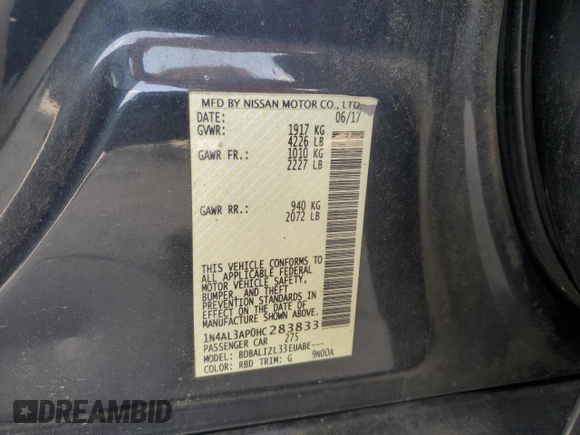 MFD BY NISSAN MOTOR CO., LTD.
DATE: 06/17
GVWR: 1917 KG
4226 LB
GAWR FR.: 1010 KG
2227 LB
GAWR RR.: 940 KG
2072 LB
THIS VEHICLE CONFORMS TO
ALL APPLICABLE FEDERAL
MOTOR VEHICLE SAFETY,
BUMPER, AND THEFT
PREVENTION STANDARDS IN
EFFECT ON THE DATE OF
MANUFACTURE SHOWN ABOVE.
1N4AL3AP0HC283833
PASSENGER CAR 275
MODEL: BDBALIZL33EUABE---
COLOR: RBD TRIM: G 9N00A
DREAMBID